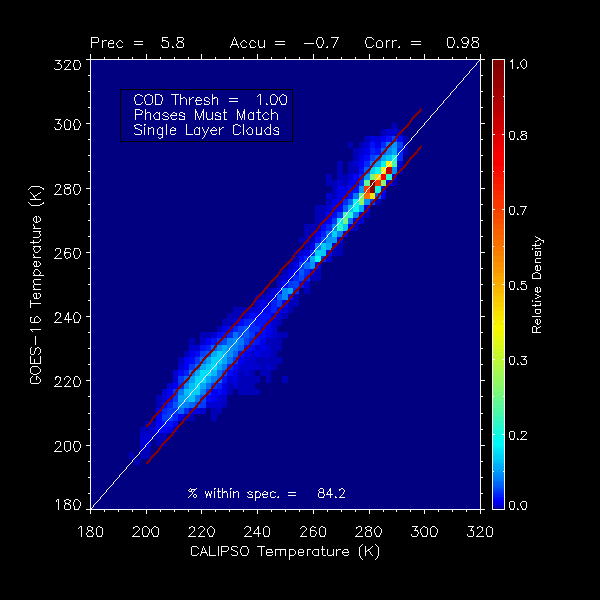 Prec = 5.8 Accu = -0.7 Corr. = 0.98
320
300
280
260
240
220
200
180
GOES-16 Temperature (K)
COD Thresh = 1.00
Phases Must Match
Single Layer Clouds
% within spec. = 84.2
180 200 220 240 260 280 300 320
CALIPSO Temperature (K)
1.0
0.8
0.7
0.5
0.3
0.2
0.0
Relative Density